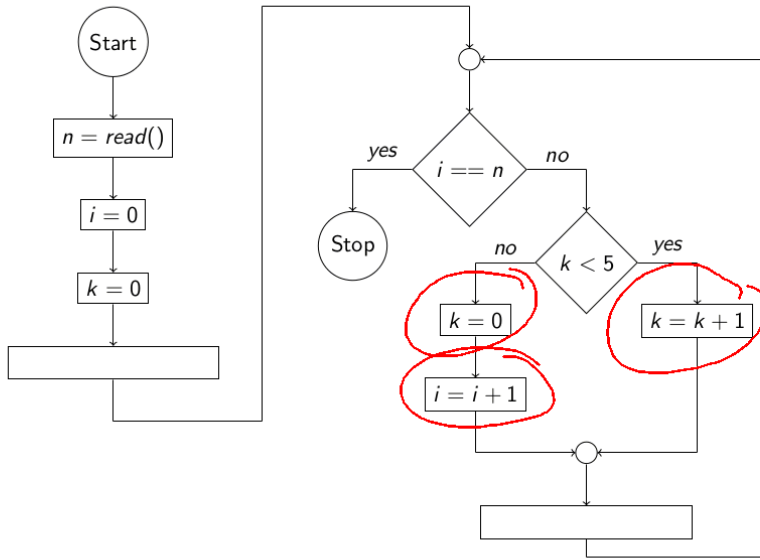 Start
n = read()
i = 0
k = 0
yes
i == n
no
Stop
no
k < 5
yes
k = 0
k = k + 1
i = i + 1